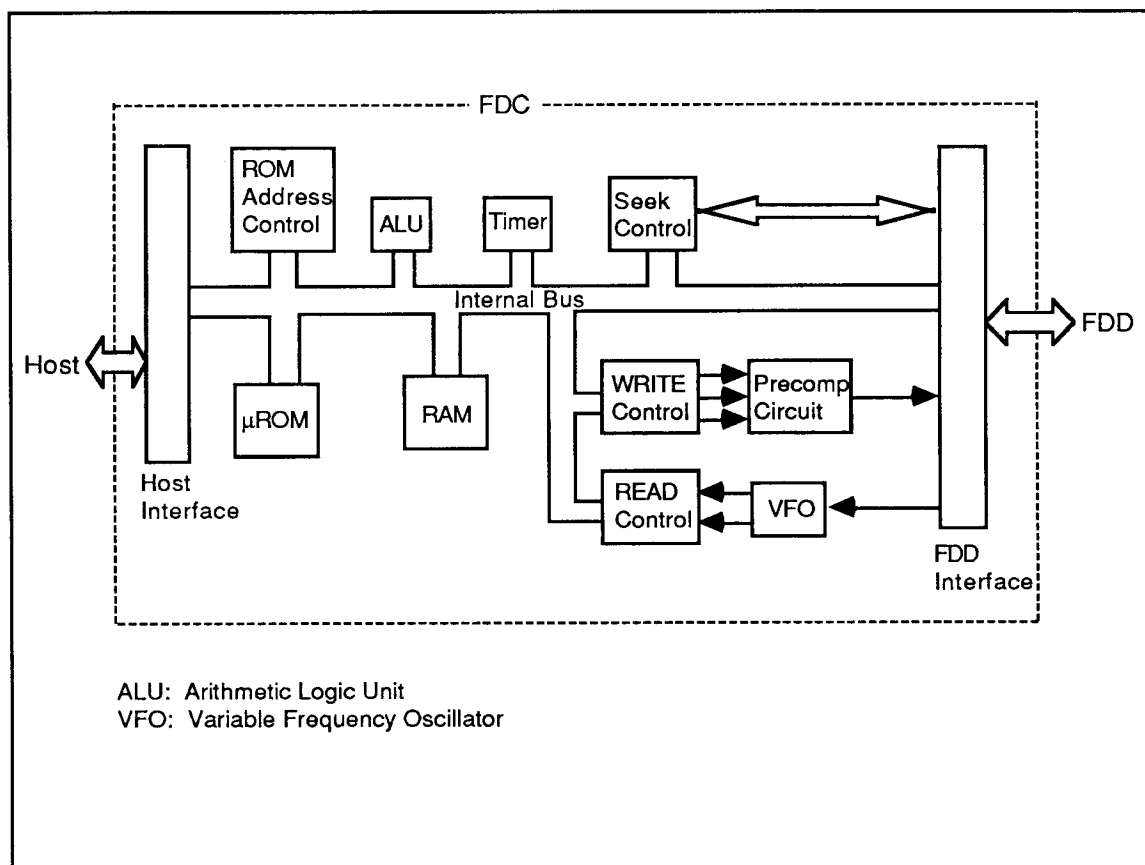 FDC
ROM
Address
Control
ALU
Timer
Seek
Control
Internal Bus
Host
FDD
µROM
RAM
WRITE
Control
Precomp
Circuit
READ
Control
VFO
Host
Interface
FDD
Interface
ALU: Arithmetic Logic Unit
VFO: Variable Frequency Oscillator